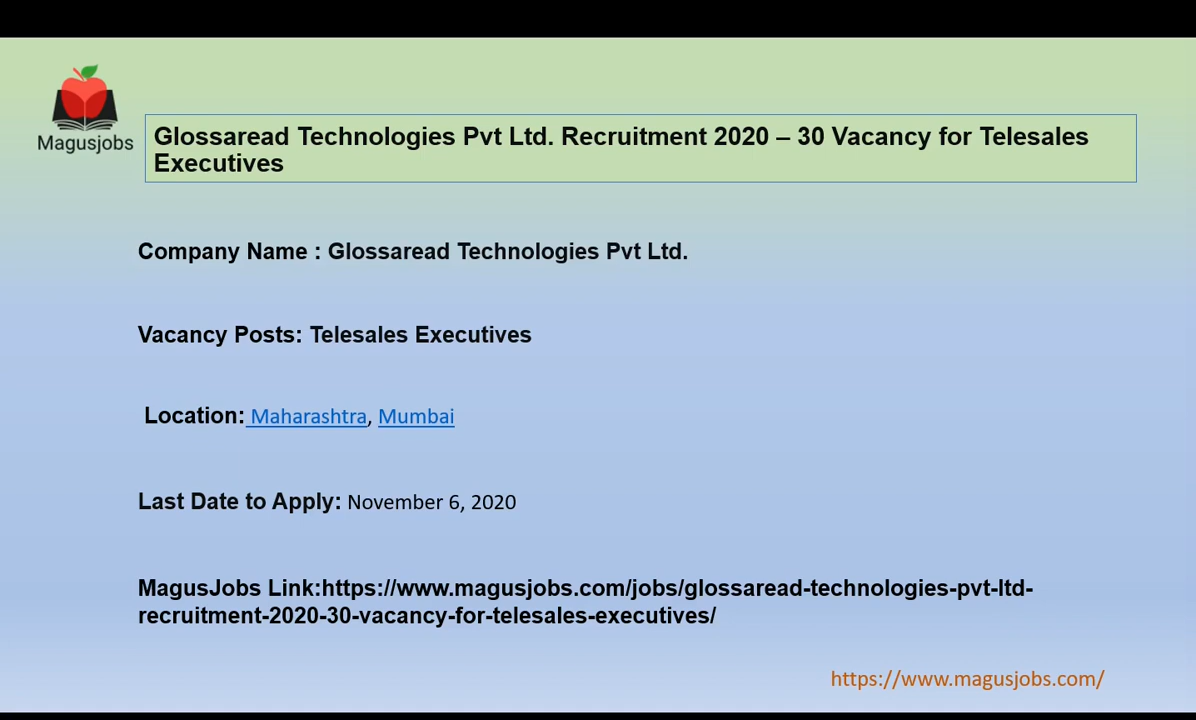 Magusjobs
Glossaread Technologies Pvt Ltd. Recruitment 2020 – 30 Vacancy for Telesales
Executives
Company Name : Glossaread Technologies Pvt Ltd.
Vacancy Posts: Telesales Executives
Location: Maharashtra, Mumbai
Last Date to Apply: November 6, 2020
MagusJobs Link:https://www.magusjobs.com/jobs/glossaread-technologies-pvt-ltd-
recruitment-2020-30-vacancy-for-telesales-executives/
https://www.magusjobs.com/